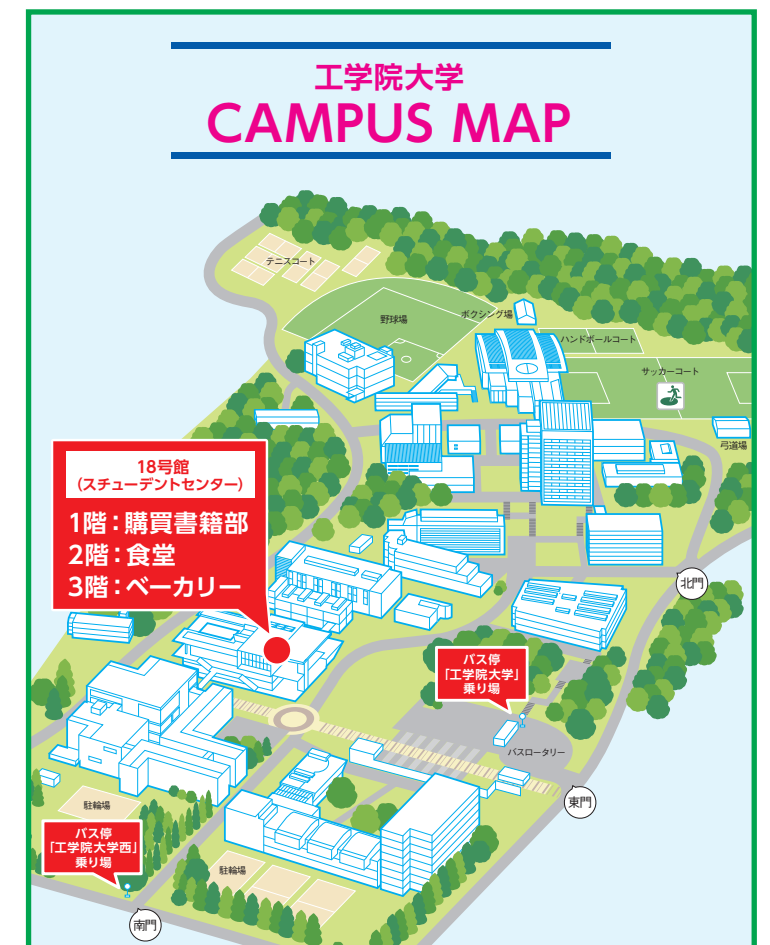 工学院大学
CAMPUS MAP
テニスコート
野球場
ボクシング場
ハンドボールコート
サッカーコート
弓道場
18号館
（スチューデントセンター）
1階：購買書籍部
2階：食堂
3階：ベーカリー
北門
バス停
「工学院大学」
乗り場
バスロータリー
東門
駐輪場
バス停
「工学院大学西」
乗り場
駐輪場
南門